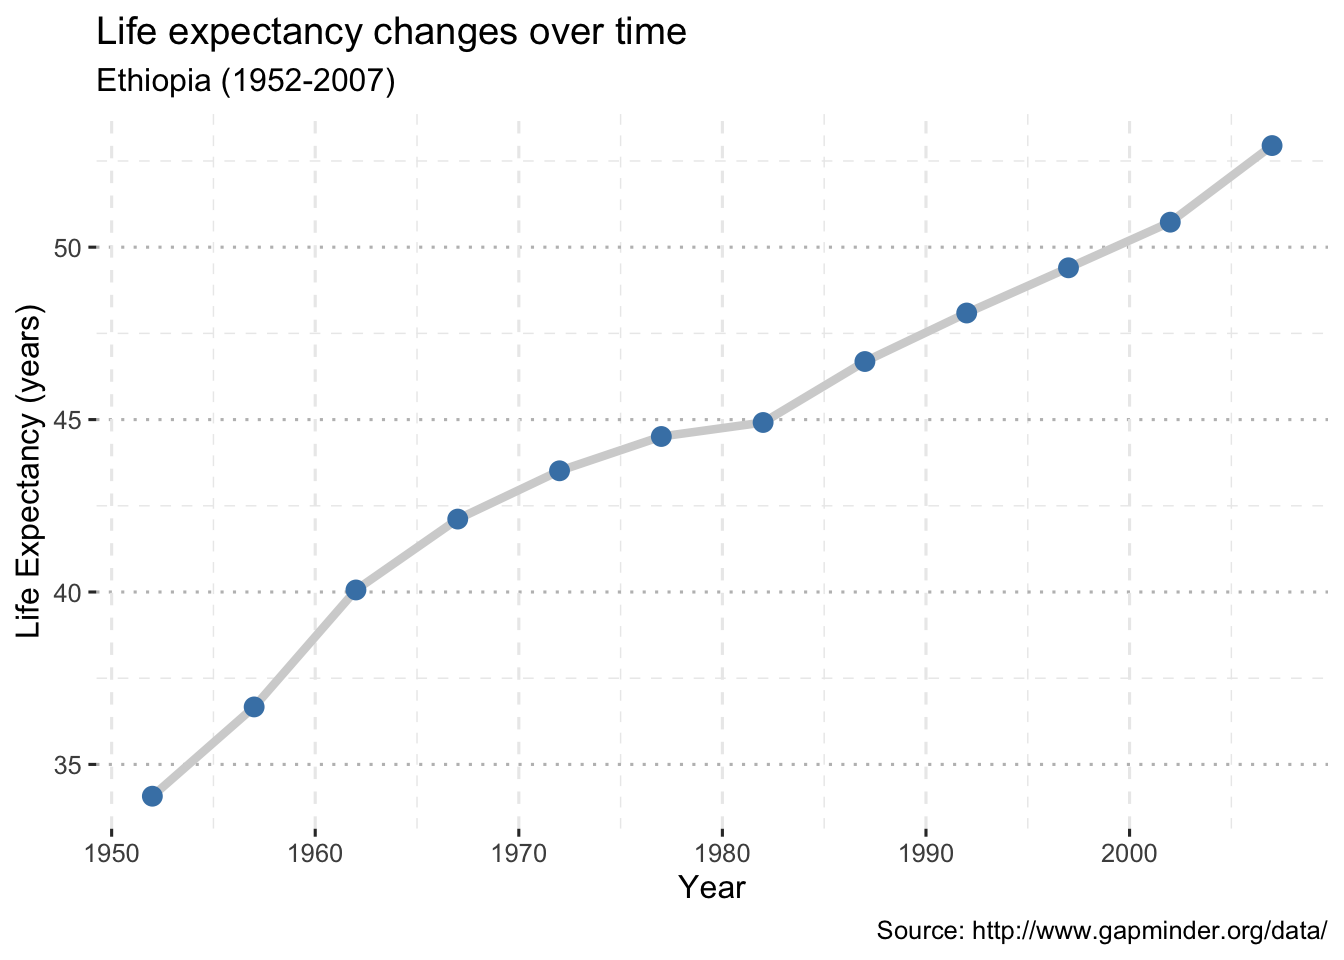 Life expectancy changes over time
Ethiopia (1952-2007)
Life Expectancy (years)
50
45
40
35
1950 1960 1970 1980 1990 2000
Year
Source: http://www.gapminder.org/data/